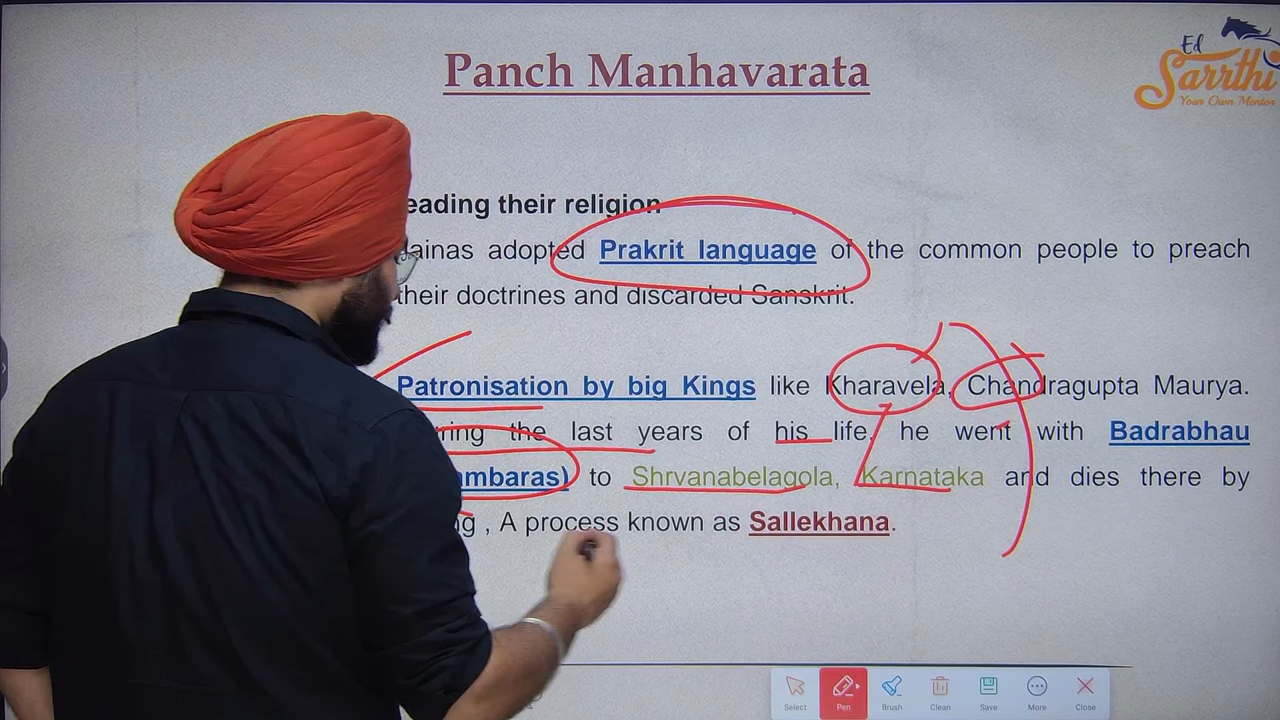 Panch Manhavarata
Ed
Sarrthi
Your Own Mentor
eading their religion
ainas adopted Prakrit language of the common people to preach
their doctrines and discarded Sanskrit.
Patronisation by big Kings like Kharavela, Chandragupta Maurya.
ring the last years of his life, he went with Badrabhau
ambaras) to Shrvanabelagola, Karnataka and dies there by
g , A process known as Sallekhana.
Select Pen Brush Clean Save More Close